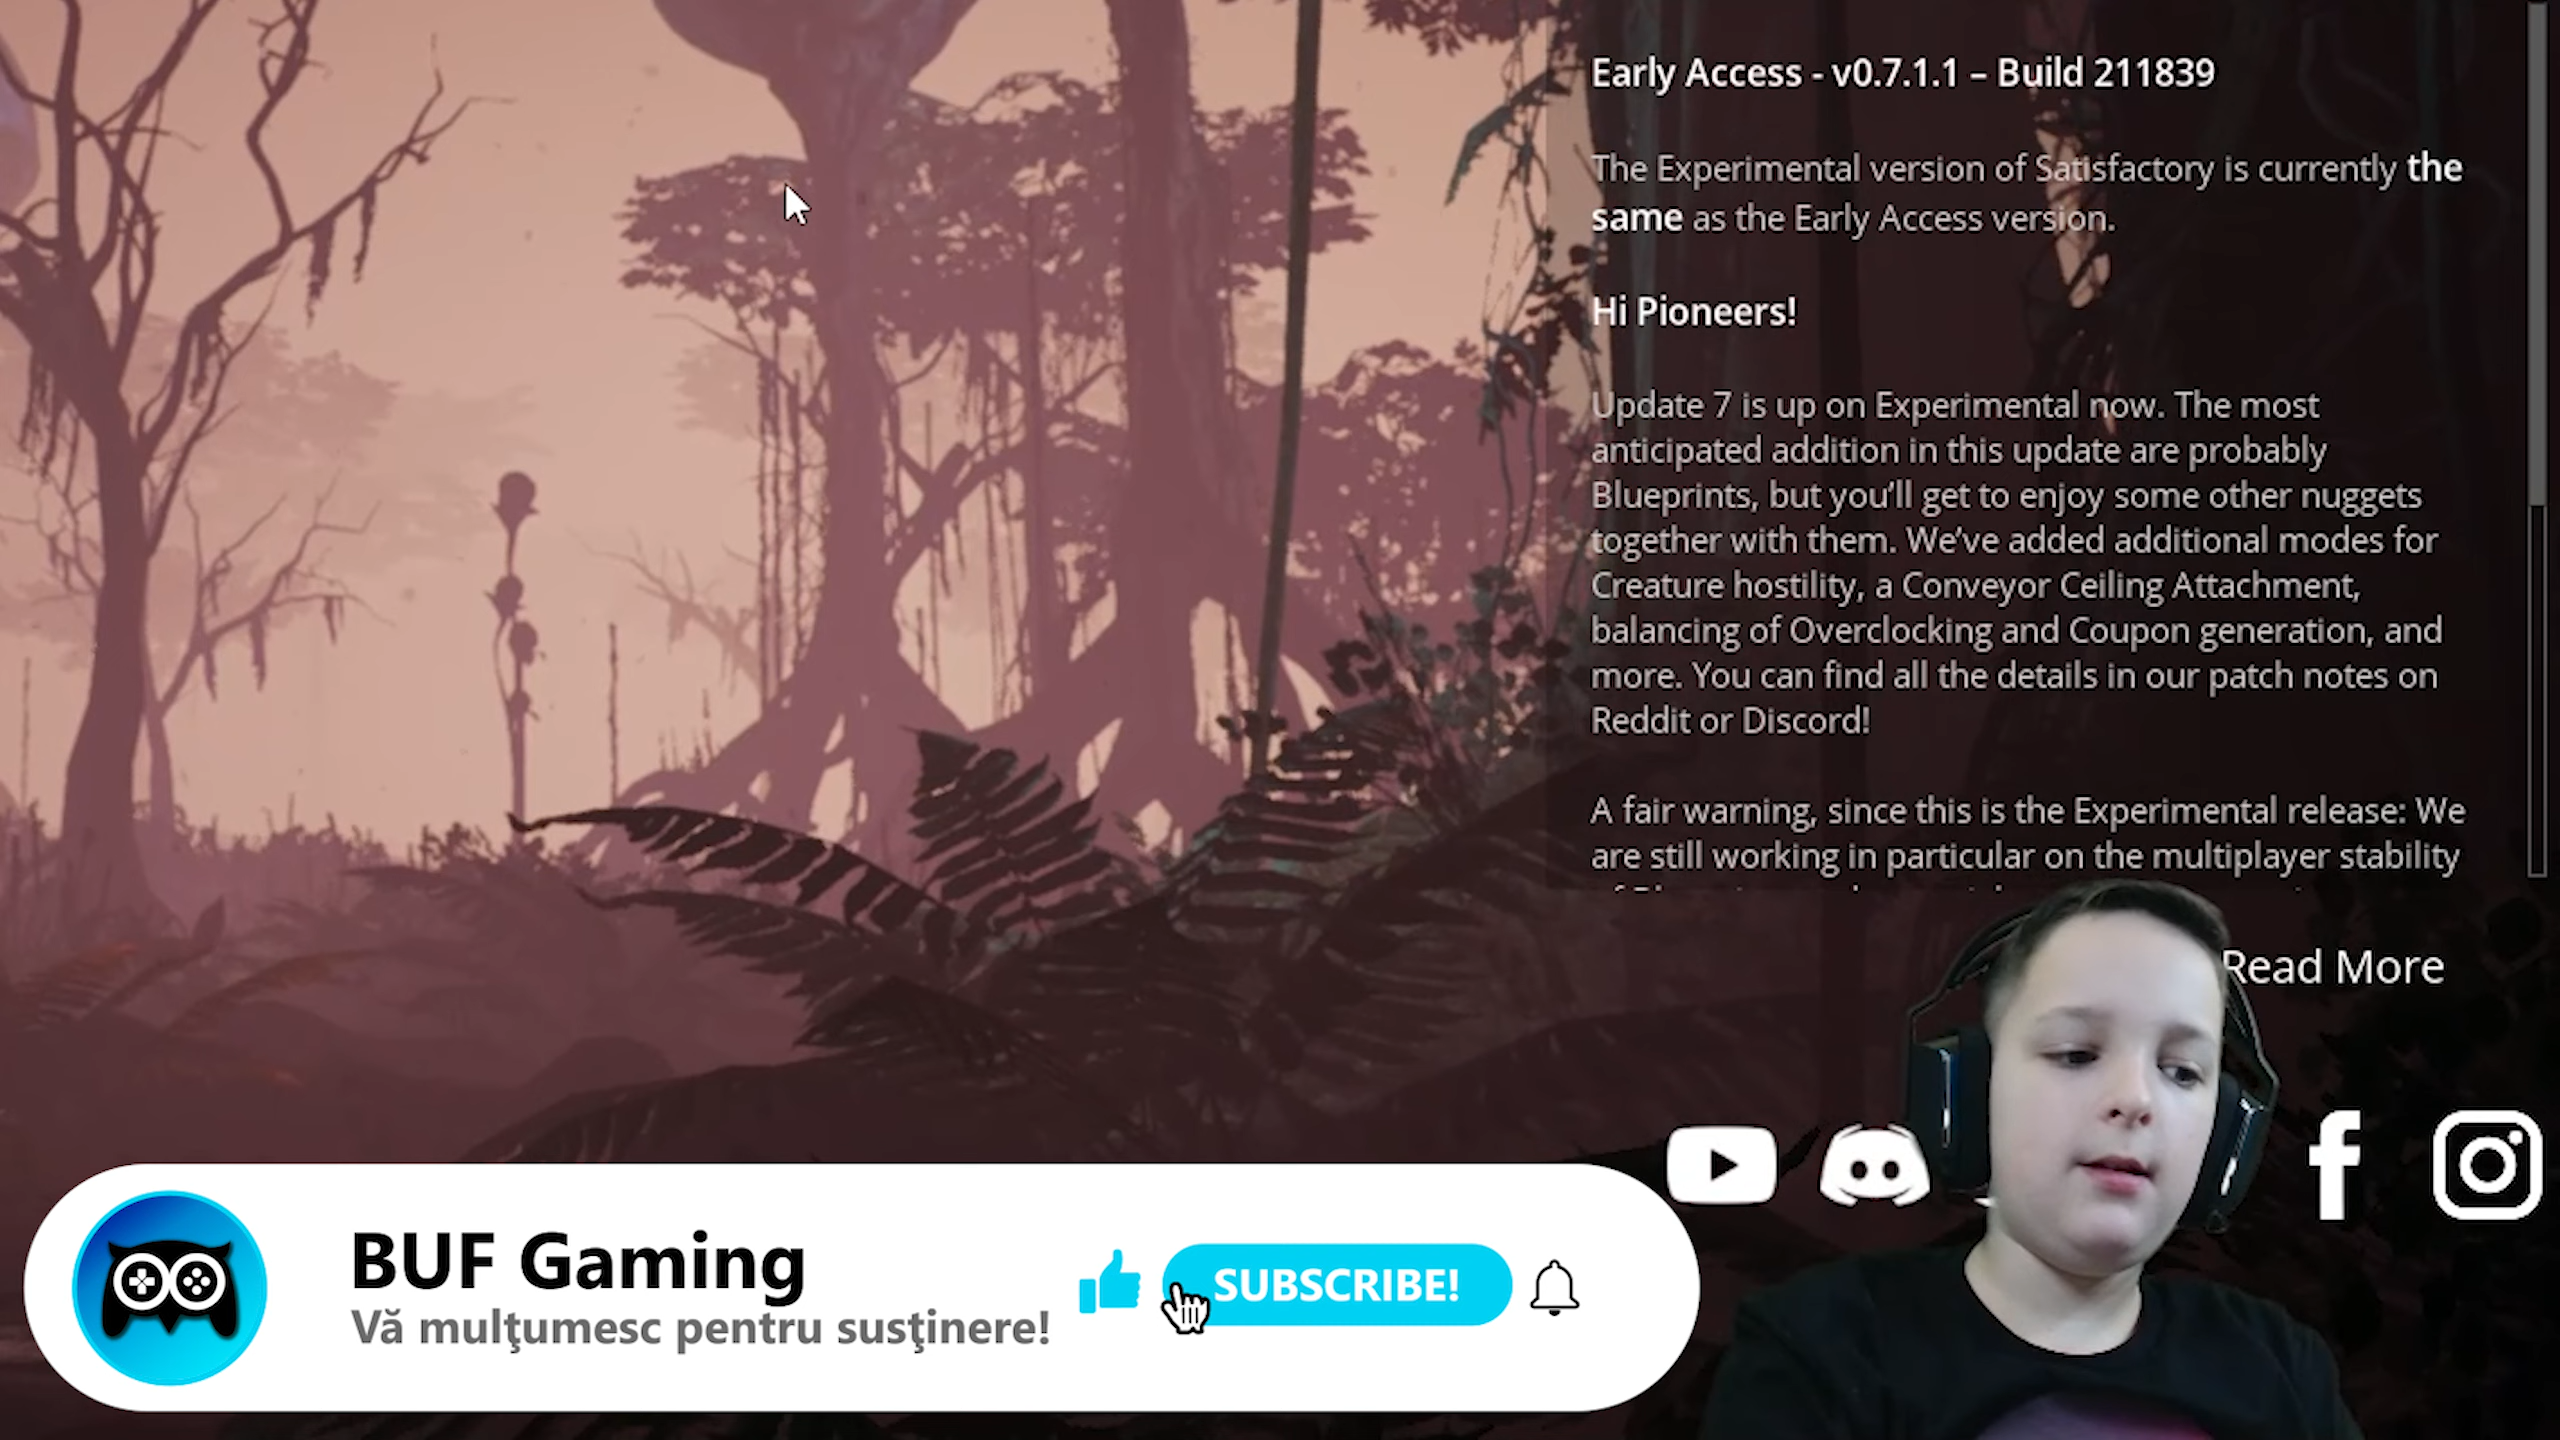 Early Access - v0.7.1.1 – Build 211839
The Experimental version of Satisfactory is currently the
same as the Early Access version.
Hi Pioneers!
Update 7 is up on Experimental now. The most
anticipated addition in this update are probably
Blueprints, but you’ll get to enjoy some other nuggets
together with them. We’ve added additional modes for
Creature hostility, a Conveyor Ceiling Attachment,
balancing of Overclocking and Coupon generation, and
more. You can find all the details in our patch notes on
Reddit or Discord!
A fair warning, since this is the Experimental release: We
are still working in particular on the multiplayer stability
Read More
BUF Gaming
Vă mulţumesc pentru susţinere!
SUBSCRIBE!